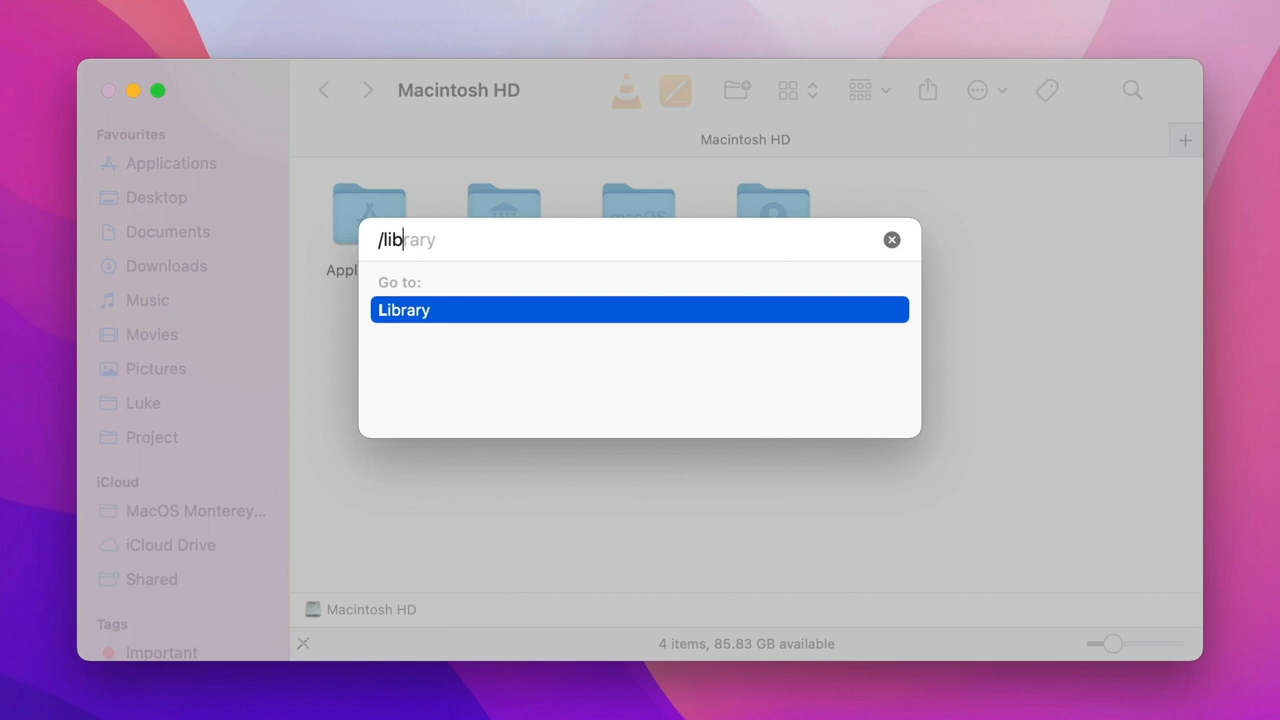 Macintosh HD
Macintosh HD
Favourites
Applications
Desktop
Documents
Downloads
Music
Movies
Pictures
Luke
Project
iCloud
MacOS Monterey...
iCloud Drive
Shared
Tags
Important
macOS
Appl
/library
Go to:
Library
Macintosh HD
4 items, 85.83 GB available